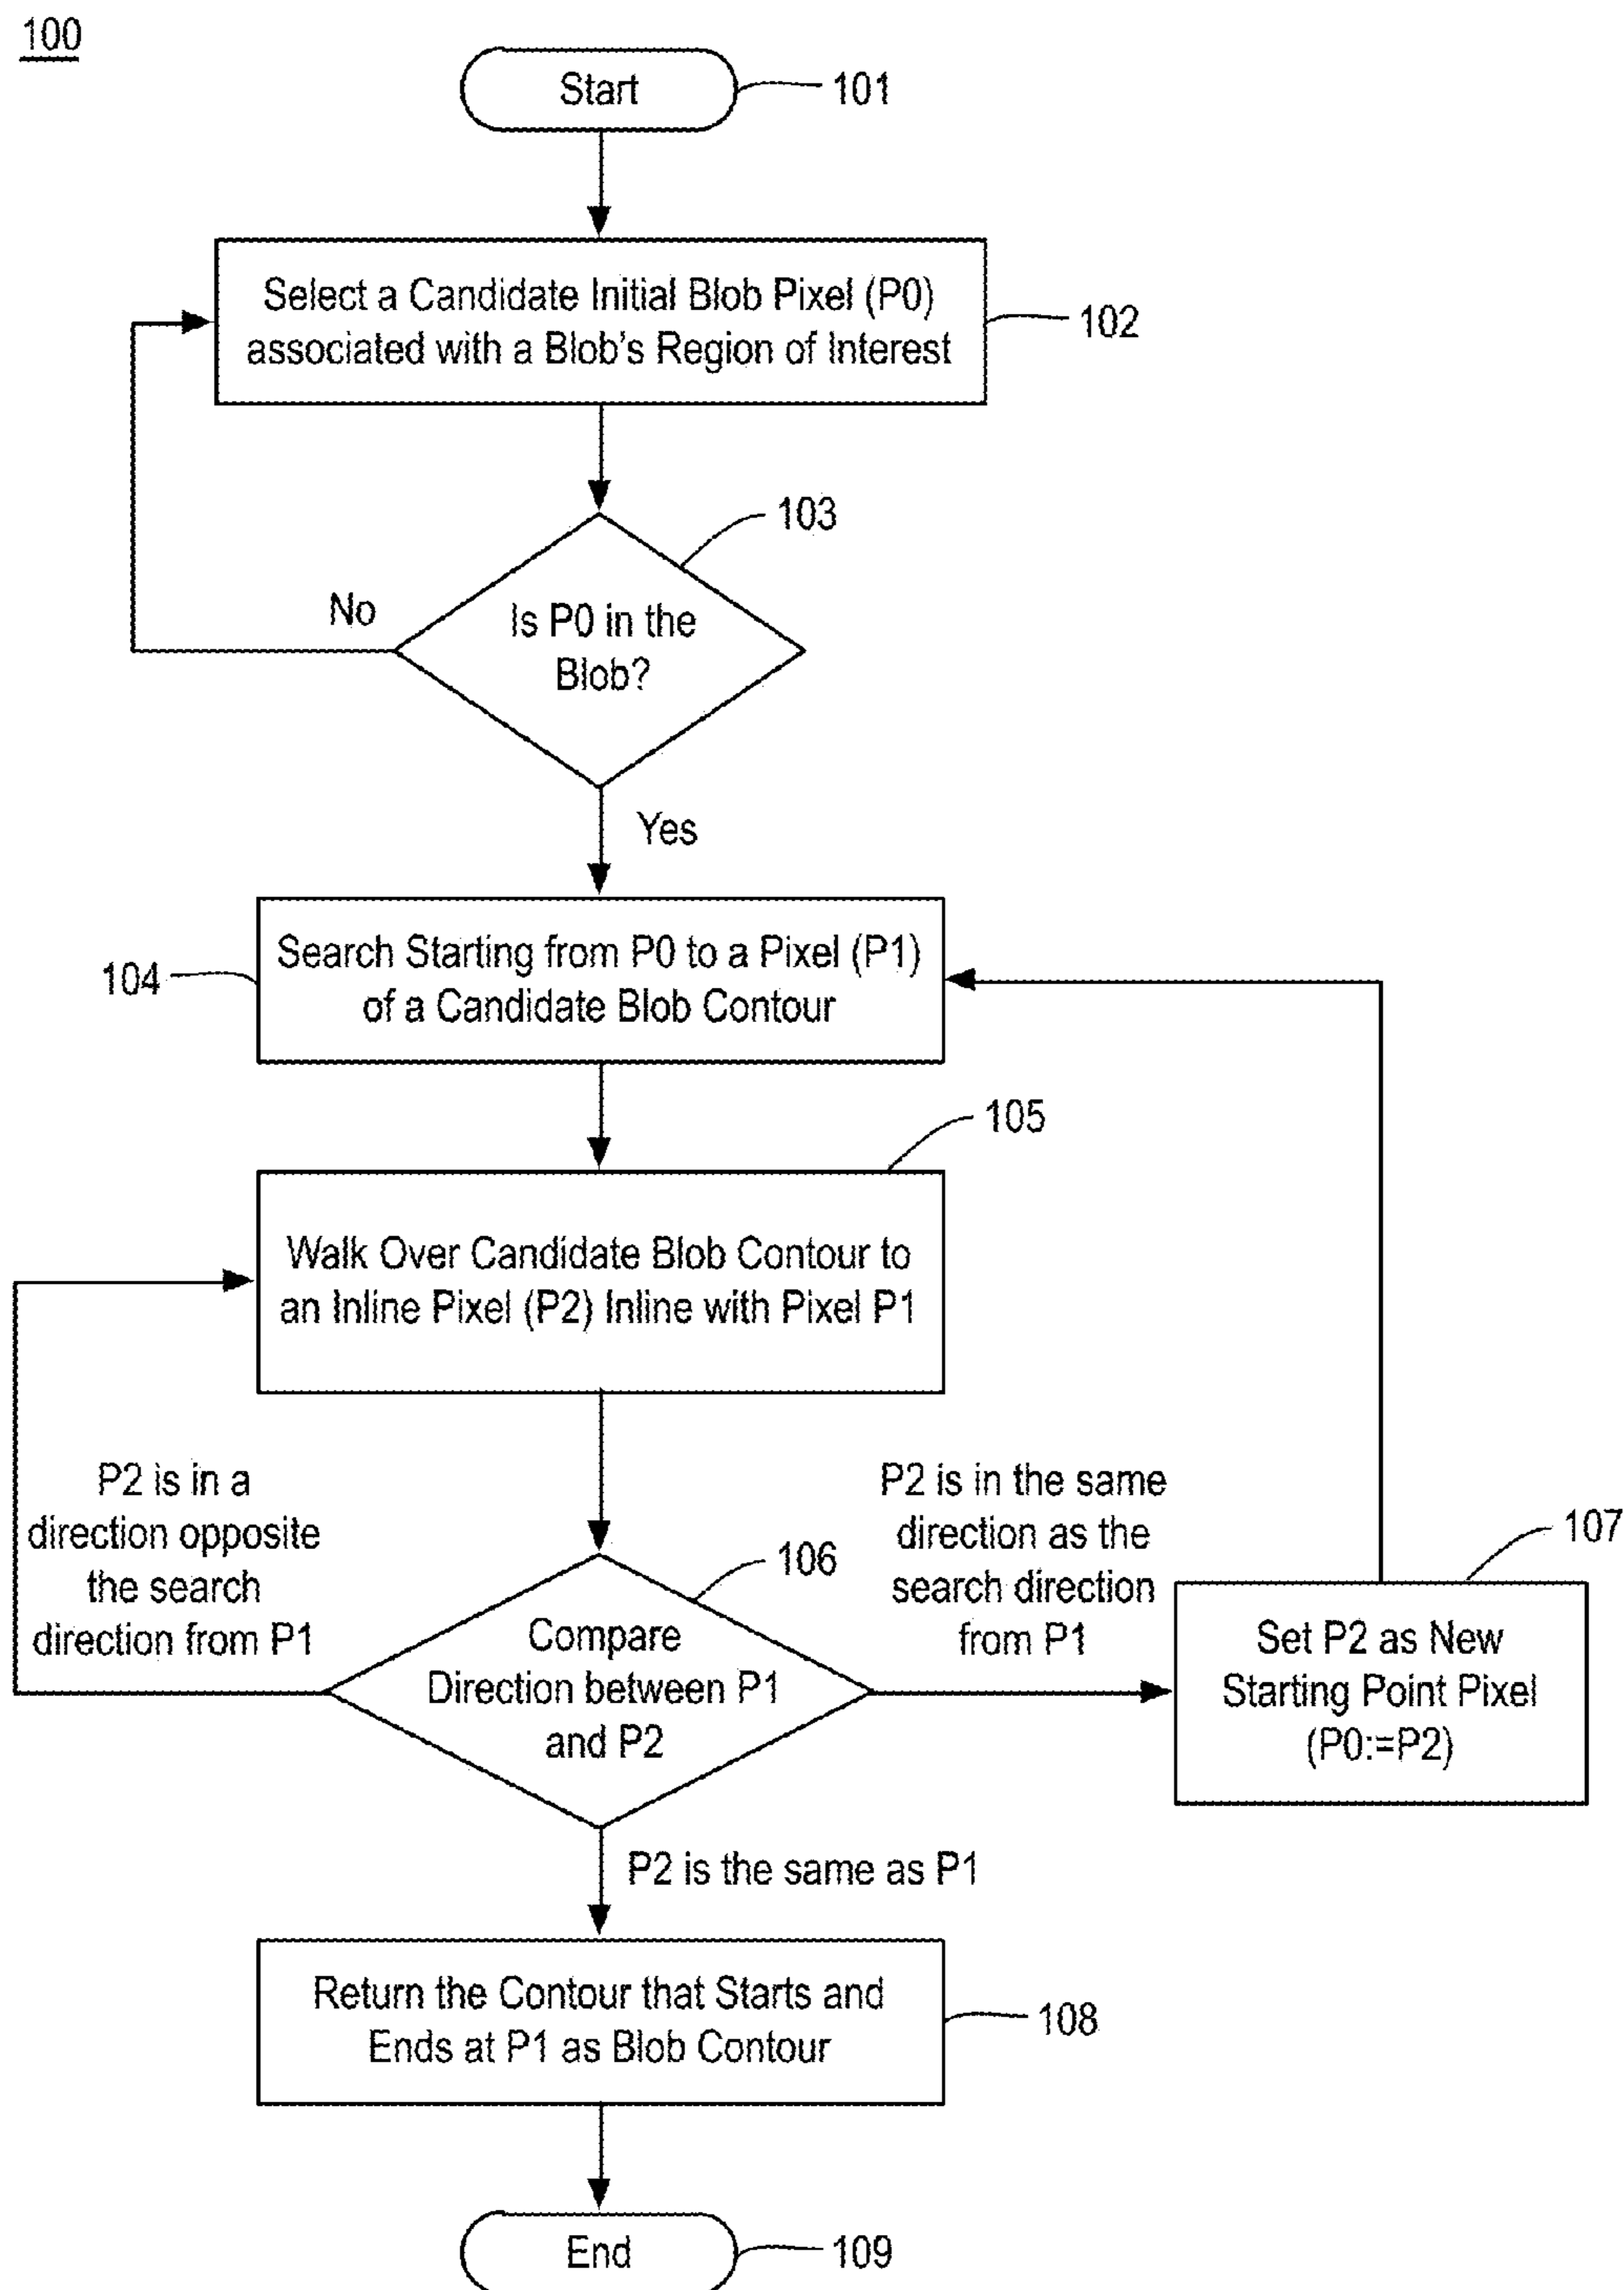 100
Start
101
Select a Candidate Initial Blob Pixel (P0)
associated with a Blob's Region of Interest
102
103
No
Is P0 in the
Blob?
Yes
Search Starting from P0 to a Pixel (P1)
of a Candidate Blob Contour
104
105
Walk Over Candidate Blob Contour to
an Inline Pixel (P2) Inline with Pixel P1
P2 is in a
direction opposite
the search
direction from P1
106
Compare
Direction between P1
and P2
P2 is in the same
direction as the
search direction
from P1
107
Set P2 as New
Starting Point Pixel
(P0:=P2)
P2 is the same as P1
Return the Contour that Starts and
Ends at P1 as Blob Contour
108
End
109